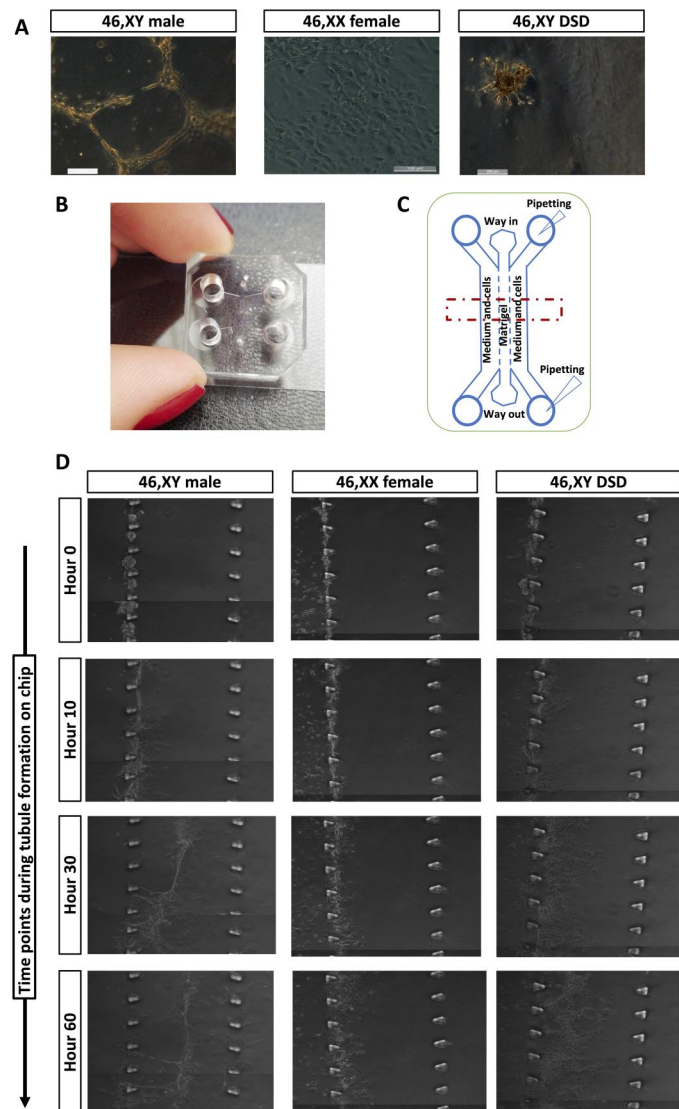 46,XY male
46,XX female
46,XY DSD
A
B
C
Pipetting
Way in
Medium and cells
Matrigel
Medium and cells
Way out
Pipetting
D
46,XY male
46,XX female
46,XY DSD
Hour 0
Hour 10
Hour 30
Hour 60
Time points during tubule formation on chip